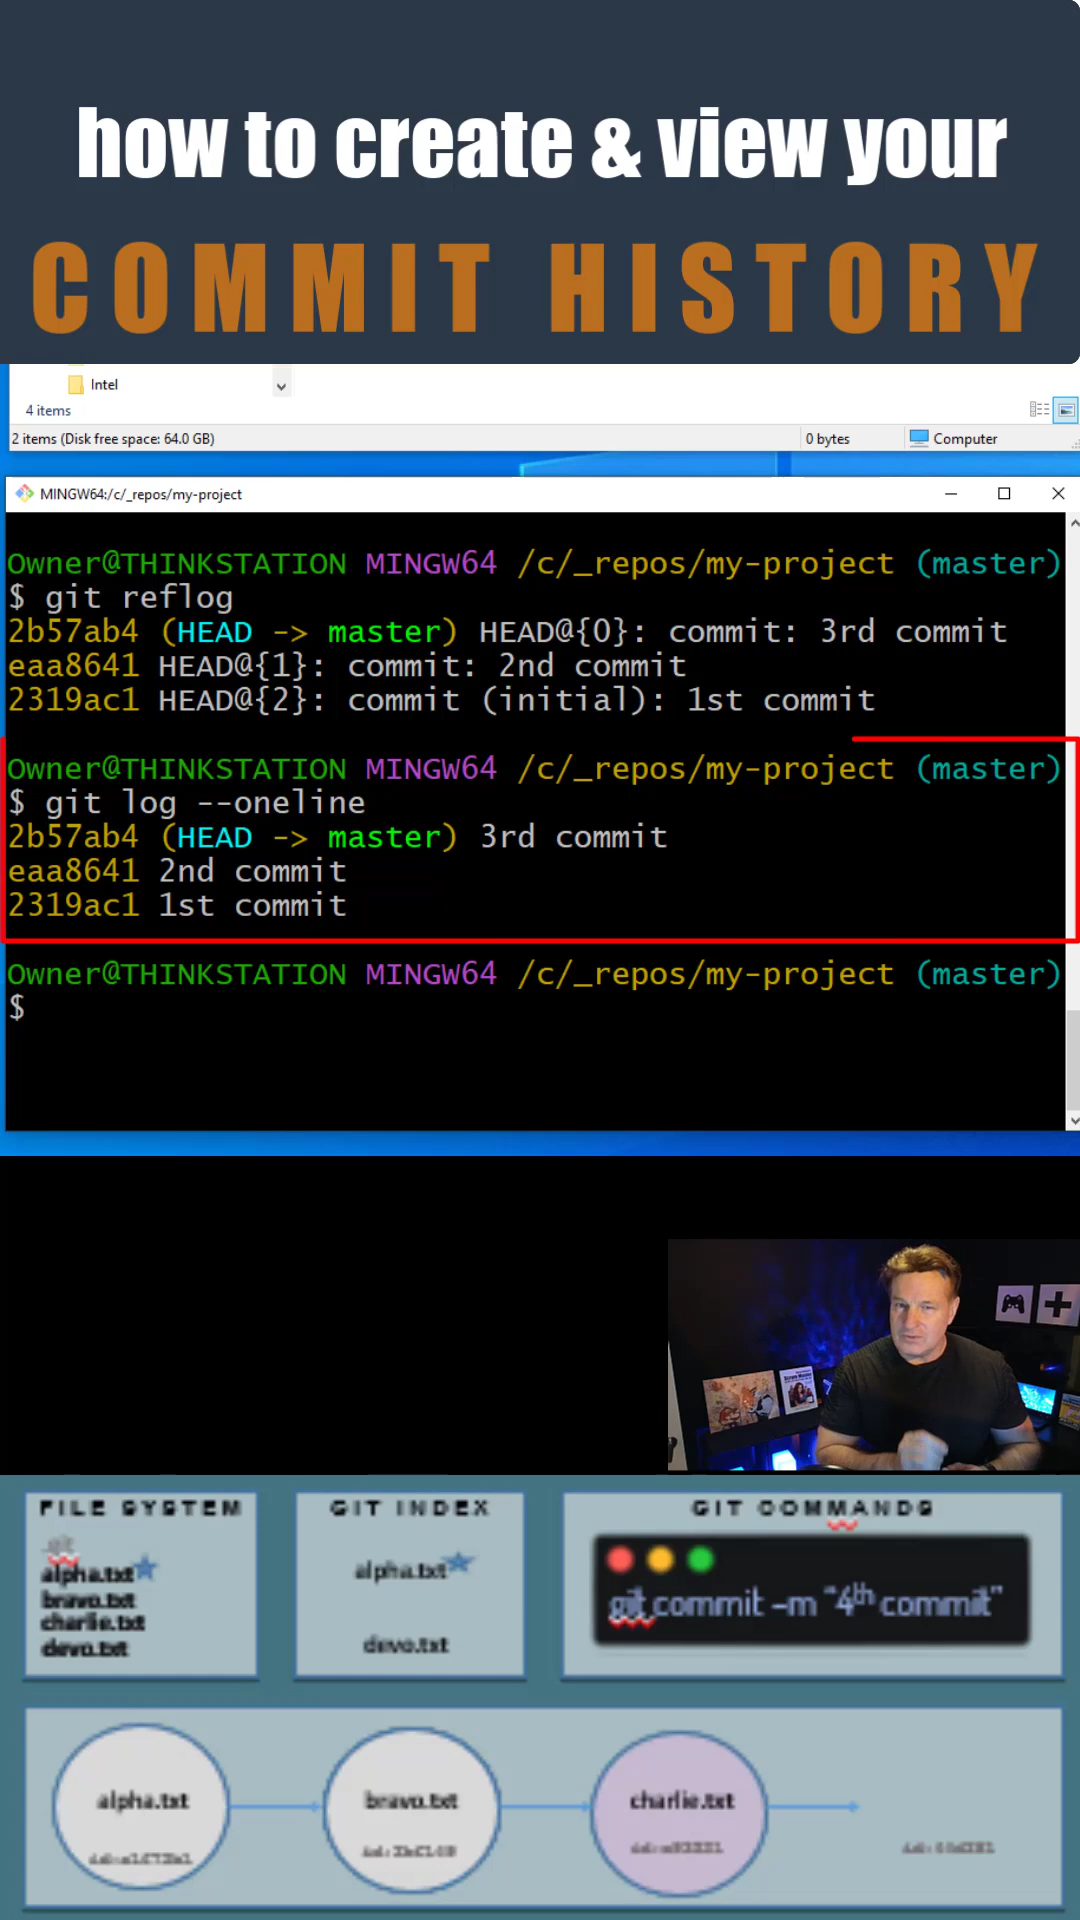 how to create & view your
COMMIT HISTORY
Intel
4 items
2 items (Disk free space: 64.0 GB)
0 bytes
Computer
MINGW64:/c/_repos/my-project
Owner@THINKSTATION MINGW64 /c/_repos/my-project (master)
$ git reflog
2b57ab4 (HEAD -> master) HEAD@{0}: commit: 3rd commit
eaa8641 HEAD@{1}: commit: 2nd commit
2319ac1 HEAD@{2}: commit (initial): 1st commit
Owner@THINKSTATION MINGW64 /c/_repos/my-project (master)
$ git log --oneline
2b57ab4 (HEAD -> master) 3rd commit
eaa8641 2nd commit
2319ac1 1st commit
Owner@THINKSTATION MINGW64 /c/_repos/my-project (master)
$
FILE SYSTEM
.git
alpha.txt
bravo.txt
charlie.txt
devo.txt
GIT INDEX
alpha.txt
devo.txt
GIT COMMANDS
git commit –m “4th commit”
alpha.txt
bravo.txt
charlie.txt